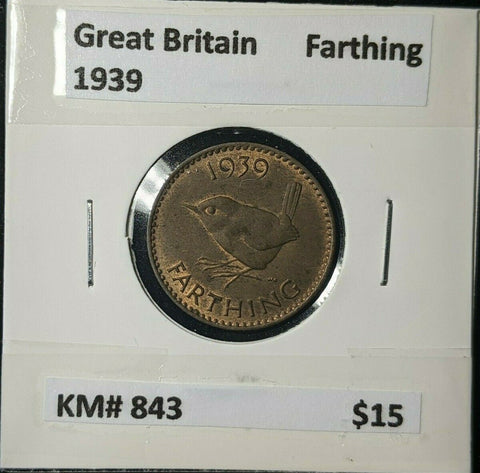 Great Britain Farthing
1939
1939
FARTHING
KM# 843 $15